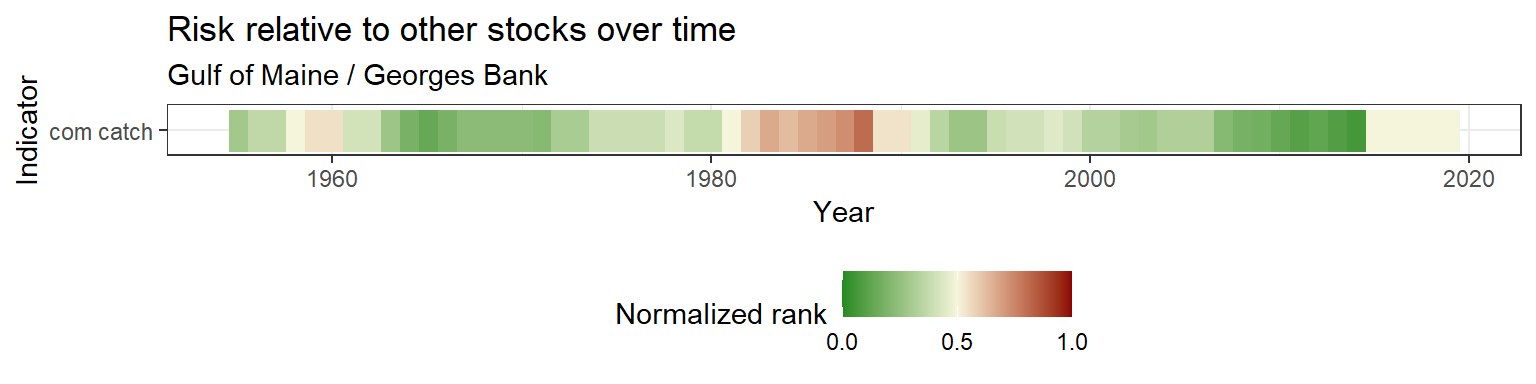 Risk relative to other stocks over time
Gulf of Maine / Georges Bank
Indicator
com catch
1960 1980 2000 2020
Year
Normalized rank
0.0 0.5 1.0